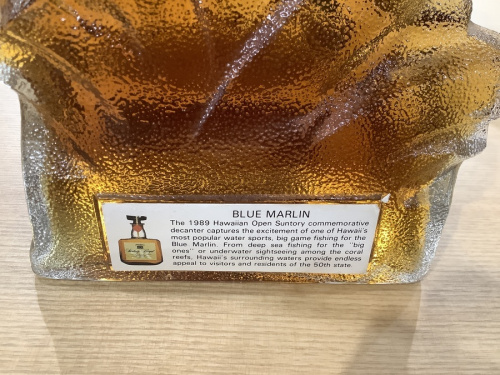 BLUE MARLIN
The 1989 Hawaiian Open Suntory commemorative
decanter captures the excitement of one of Hawaii's
most popular water sports, big game fishing for the
Blue Marlin. From deep sea fishing for the "big
ones" or underwater sightseeing among the coral
reefs, Hawaii's surrounding waters provide endless
appeal to visitors and residents of the 50th state.